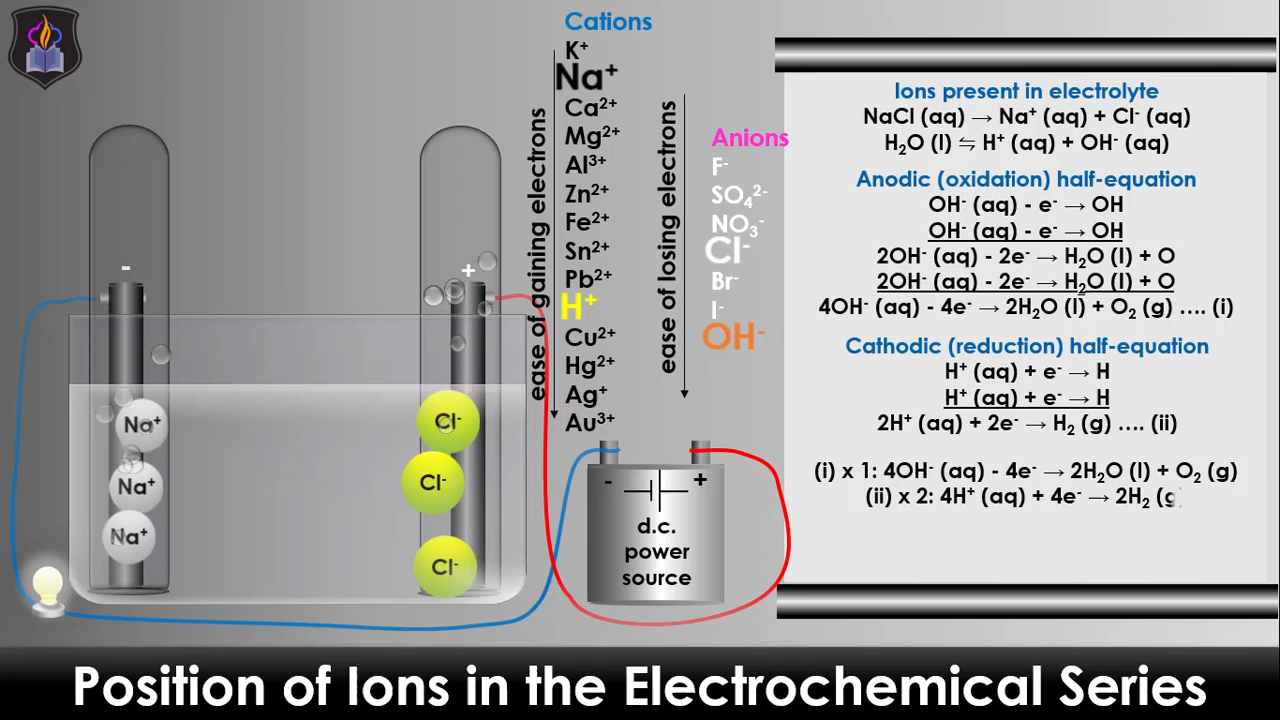 Cations
K⁺
Na⁺
Ca²⁺
Mg²⁺
Al³⁺
Zn²⁺
Fe²⁺
Sn²⁺
Pb²⁺
H⁺
Cu²⁺
Hg²⁺
Ag⁺
Au³⁺
ease of gaining electrons
ease of losing electrons
Anions
F⁻
SO₄²⁻
NO₃⁻
Cl⁻
Br⁻
I⁻
OH⁻
-
+
Na⁺
Na⁺
Na⁺
Cl⁻
Cl⁻
Cl⁻
- +
d.c.
power
source
Ions present in electrolyte
NaCl (aq) → Na⁺ (aq) + Cl⁻ (aq)
H₂O (l) ⇋ H⁺ (aq) + OH⁻ (aq)
Anodic (oxidation) half-equation
OH⁻ (aq) - e⁻ → OH
OH⁻ (aq) - e⁻ → OH
2OH⁻ (aq) - 2e⁻ → H₂O (l) + O
2OH⁻ (aq) - 2e⁻ → H₂O (l) + O
4OH⁻ (aq) - 4e⁻ → 2H₂O (l) + O₂ (g) …. (i)
Cathodic (reduction) half-equation
H⁺ (aq) + e⁻ → H
H⁺ (aq) + e⁻ → H
2H⁺ (aq) + 2e⁻ → H₂ (g) …. (ii)
(i) x 1: 4OH⁻ (aq) - 4e⁻ → 2H₂O (l) + O₂ (g)
(ii) x 2: 4H⁺ (aq) + 4e⁻ → 2H₂ (g
Position of Ions in the Electrochemical Series